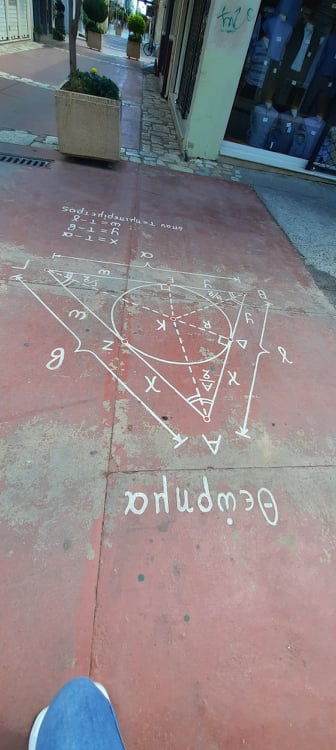 Θεώρημα
A
x
x
γ
β
Δ
Z
R
K
y
ω
B
y
E
ω
Γ
α
x = τ-α
y = τ-β
ω = τ-γ
όπου τ=ημιπερίμετρος